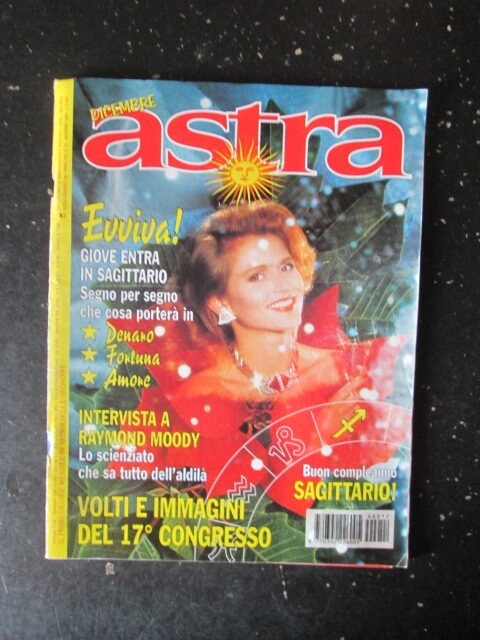 DICEMBRE
astra
Evviva!
GIOVE ENTRA
IN SAGITTARIO
Segno per segno
che cosa porterà in
Denaro
Fortuna
Amore
INTERVISTA A
RAYMOND MOODY
Lo scienziato
che sa tutto dell'aldilà
VOLTI E IMMAGINI
DEL 17° CONGRESSO
Buon compleanno
SAGITTARIO!
40012